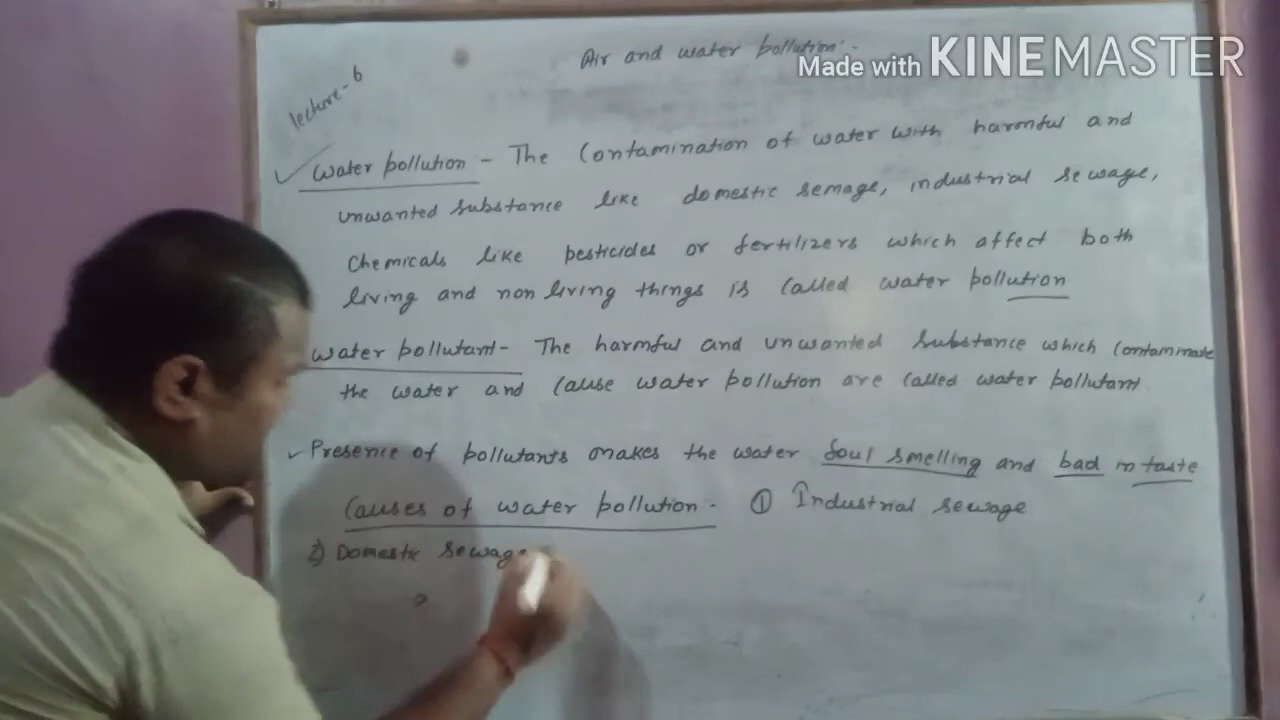 Air and water pollution:-
Made with KINEMASTER
lecture-6
water pollution - The Contamination of water with harmful and
unwanted substance like domestic semage, industrial sewage,
chemicals like pesticides or fertilizers which affect both
living and non living things is called water pollution
water pollutant- The harmful and unwanted substance which contaminate
the water and cause water pollution are called water pollutant
Presence of pollutants makes the water foul smelling and bad in taste
Causes of water pollution - ① Industrial sewage
2) Domestic sewage